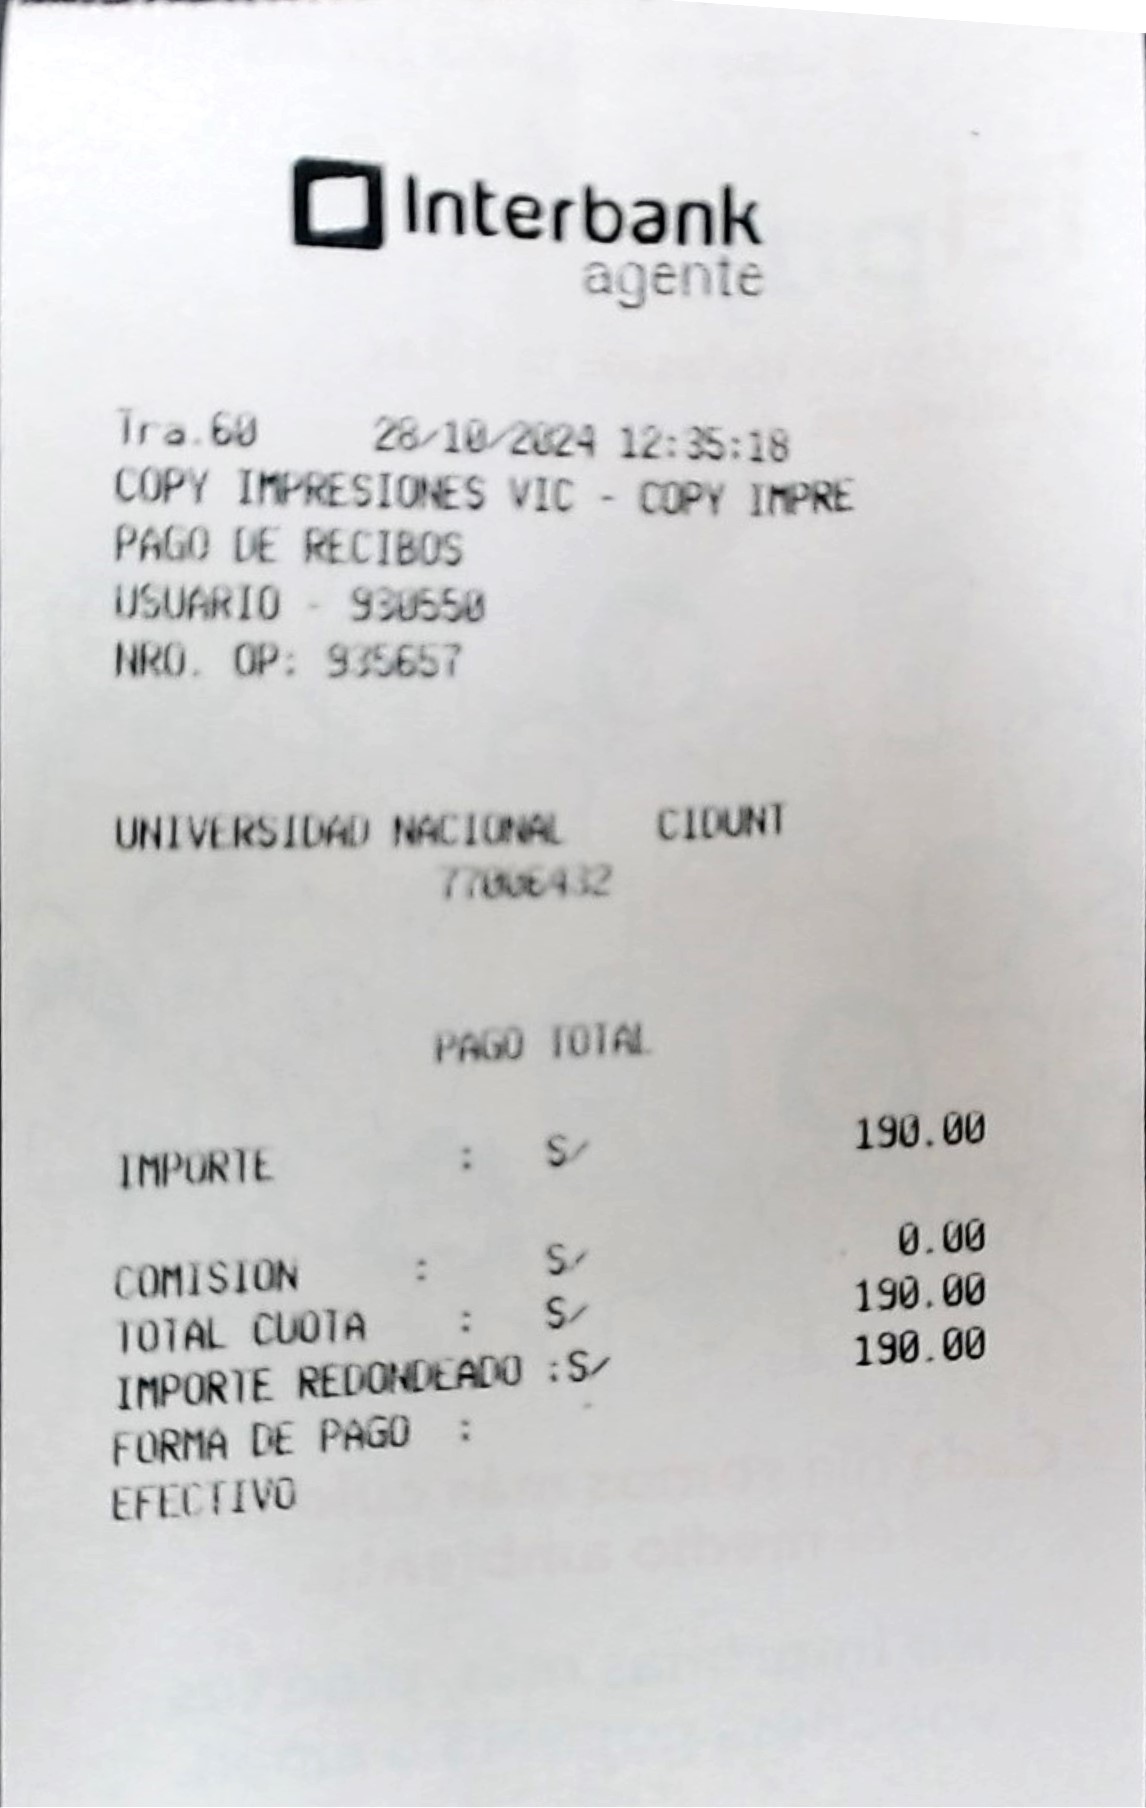 Interbank
agente
Tra.60 28/10/2024 12:35:18
COPY IMPRESIONES VIC - COPY IMPRE
PAGO DE RECIBOS
USUARIO - 930550
NRO. OP: 935657
UNIVERSIDAD NACIONAL CIDUNT
77006432
PAGO TOTAL
IMPORTE : S/ 190.00
COMISION : S/ 0.00
TOTAL CUOTA : S/ 190.00
IMPORTE REDONDEADO :S/ 190.00
FORMA DE PAGO :
EFECTIVO